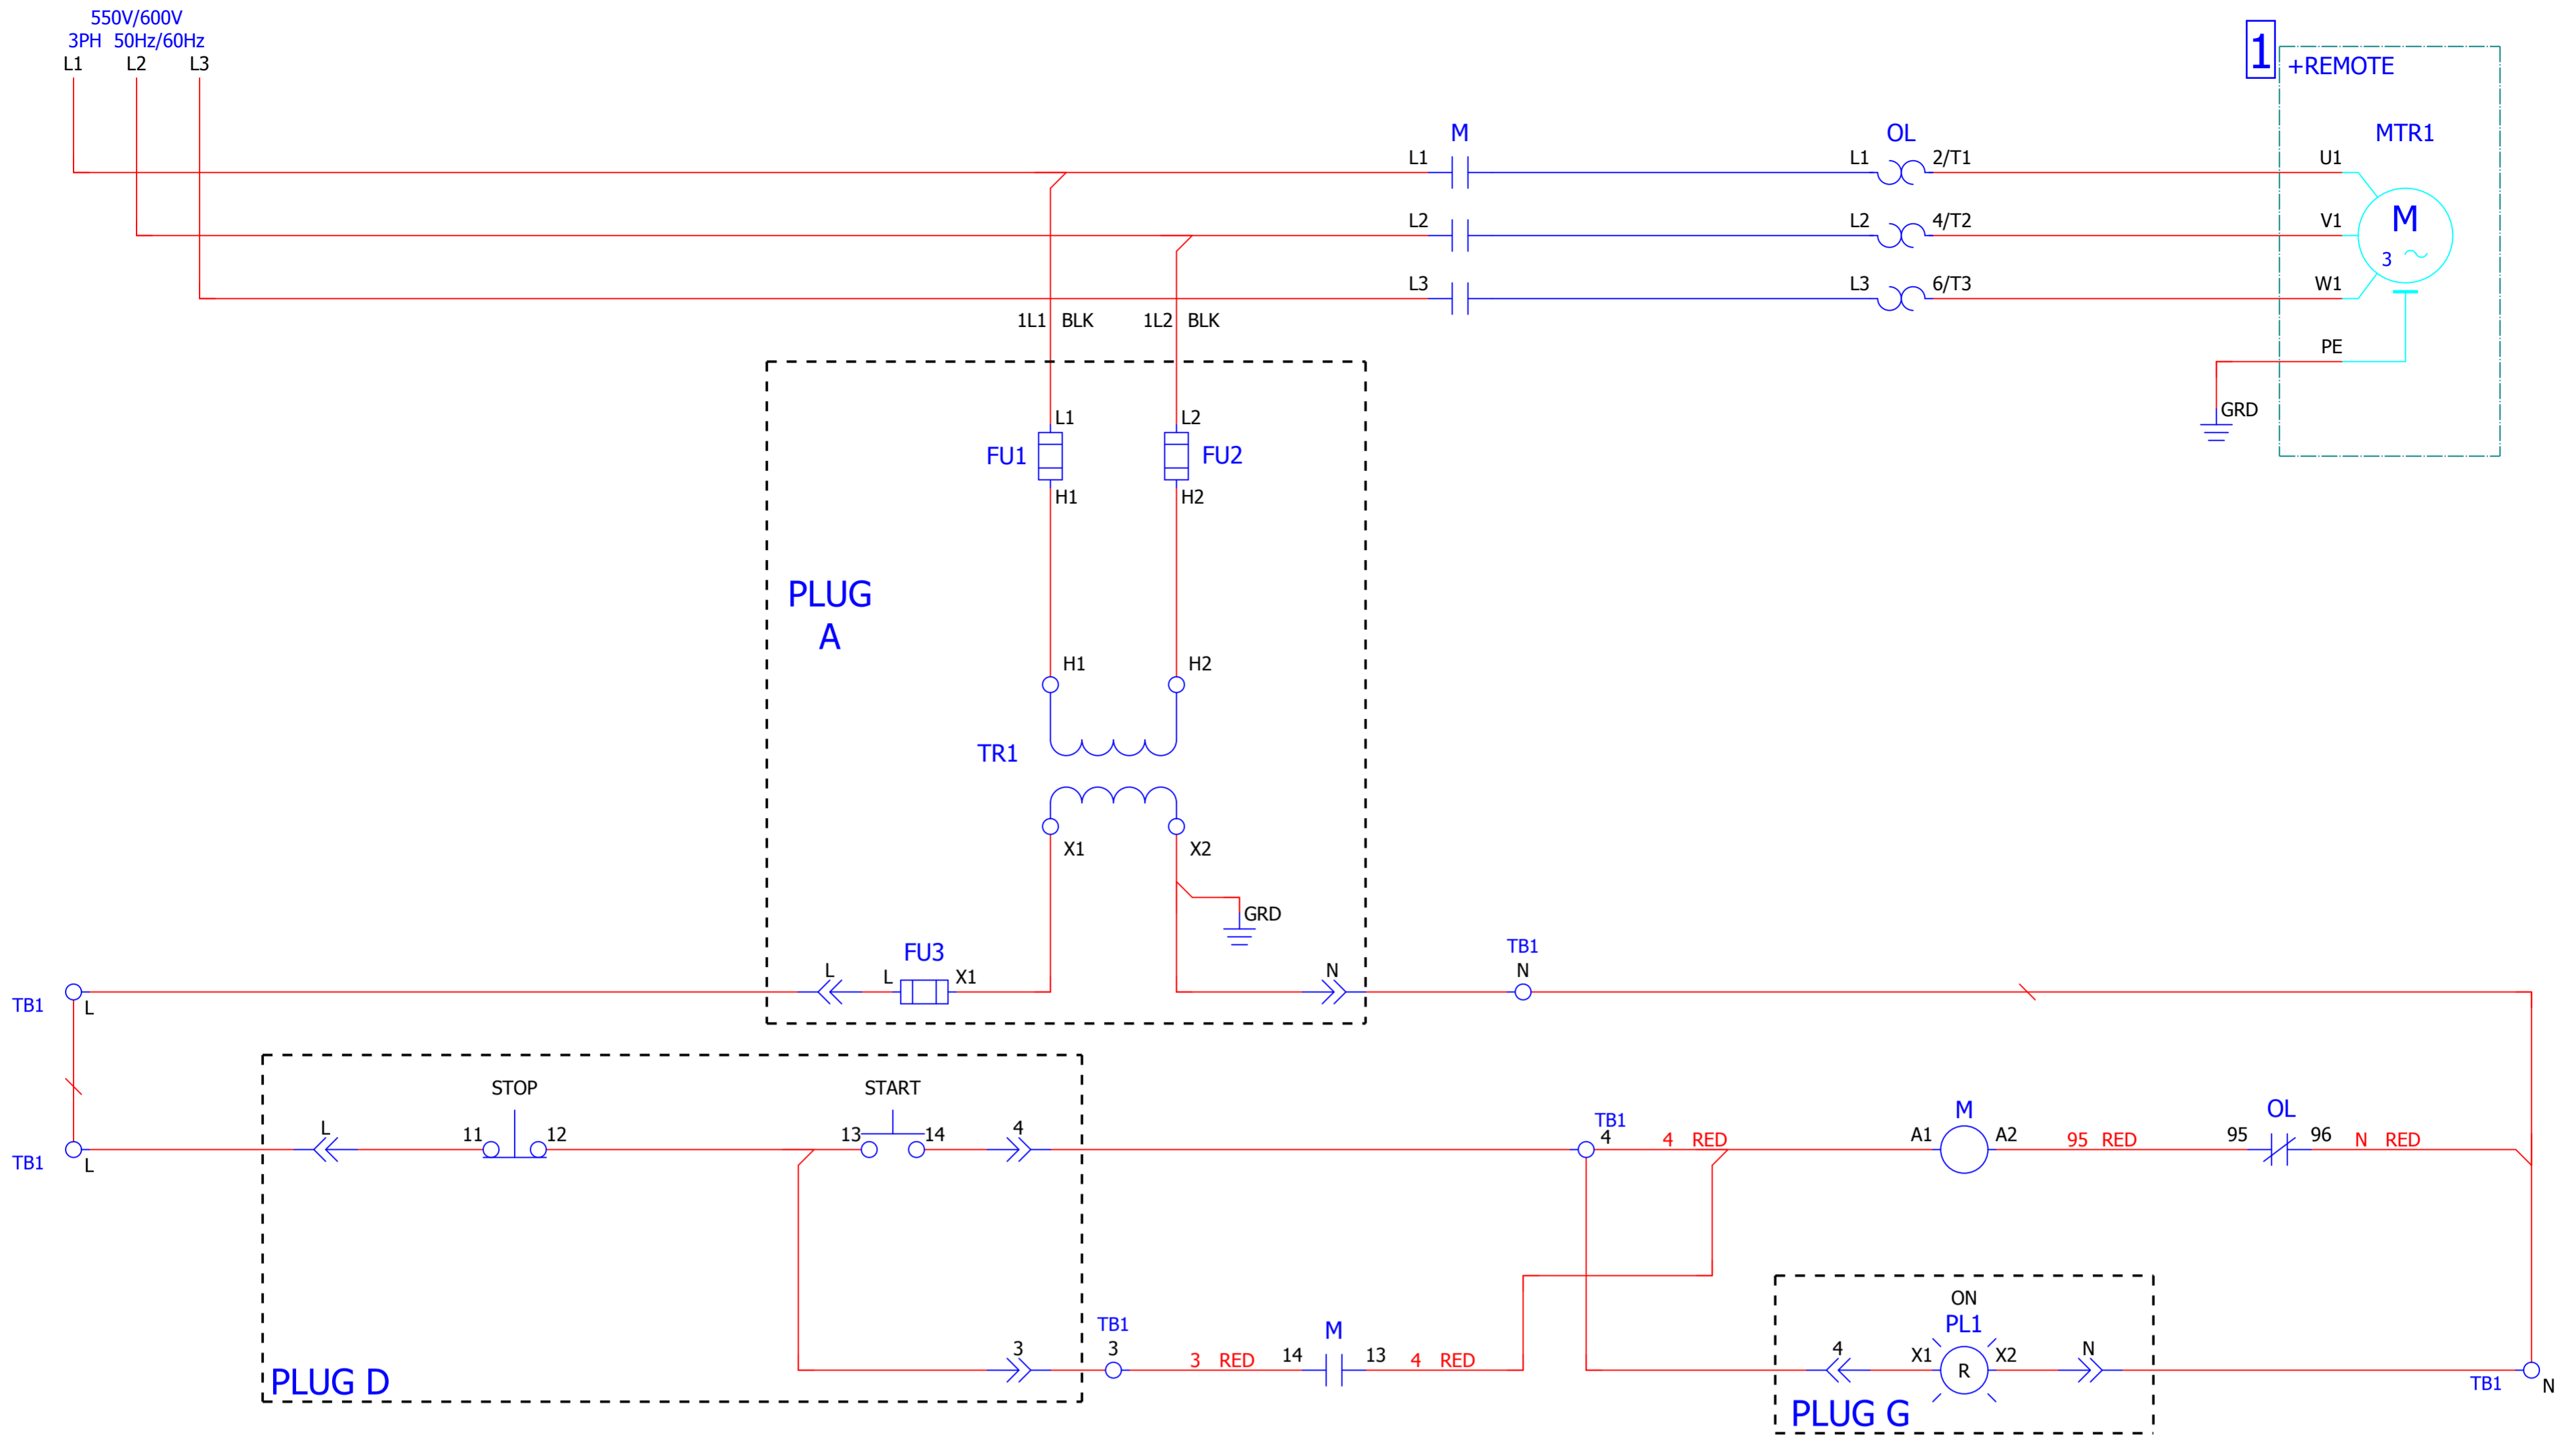 550V/600V
3PH 50Hz/60Hz
L1 L2 L3
1
+REMOTE
M OL MTR1
L1 L1 2/T1 U1
L2 L2 4/T2 V1
M
3
L3 L3 6/T3 W1
1L1 BLK 1L2 BLK
PE
GRD
L1 L2
FU1 FU2
H1 H2
PLUG
A
H1 H2
TR1
X1 X2
GRD
FU3
TB1
L L X1 N N
TB1 L
STOP START
L 11 12 13 14 4
TB1 L
TB1
4 4 RED
M
A1 A2 95 RED
OL
95 96 N RED
PLUG D
3
TB1
3
3 RED 14
M
13 4 RED
ON
PL1
4 X1 R X2 N
PLUG G
TB1 N